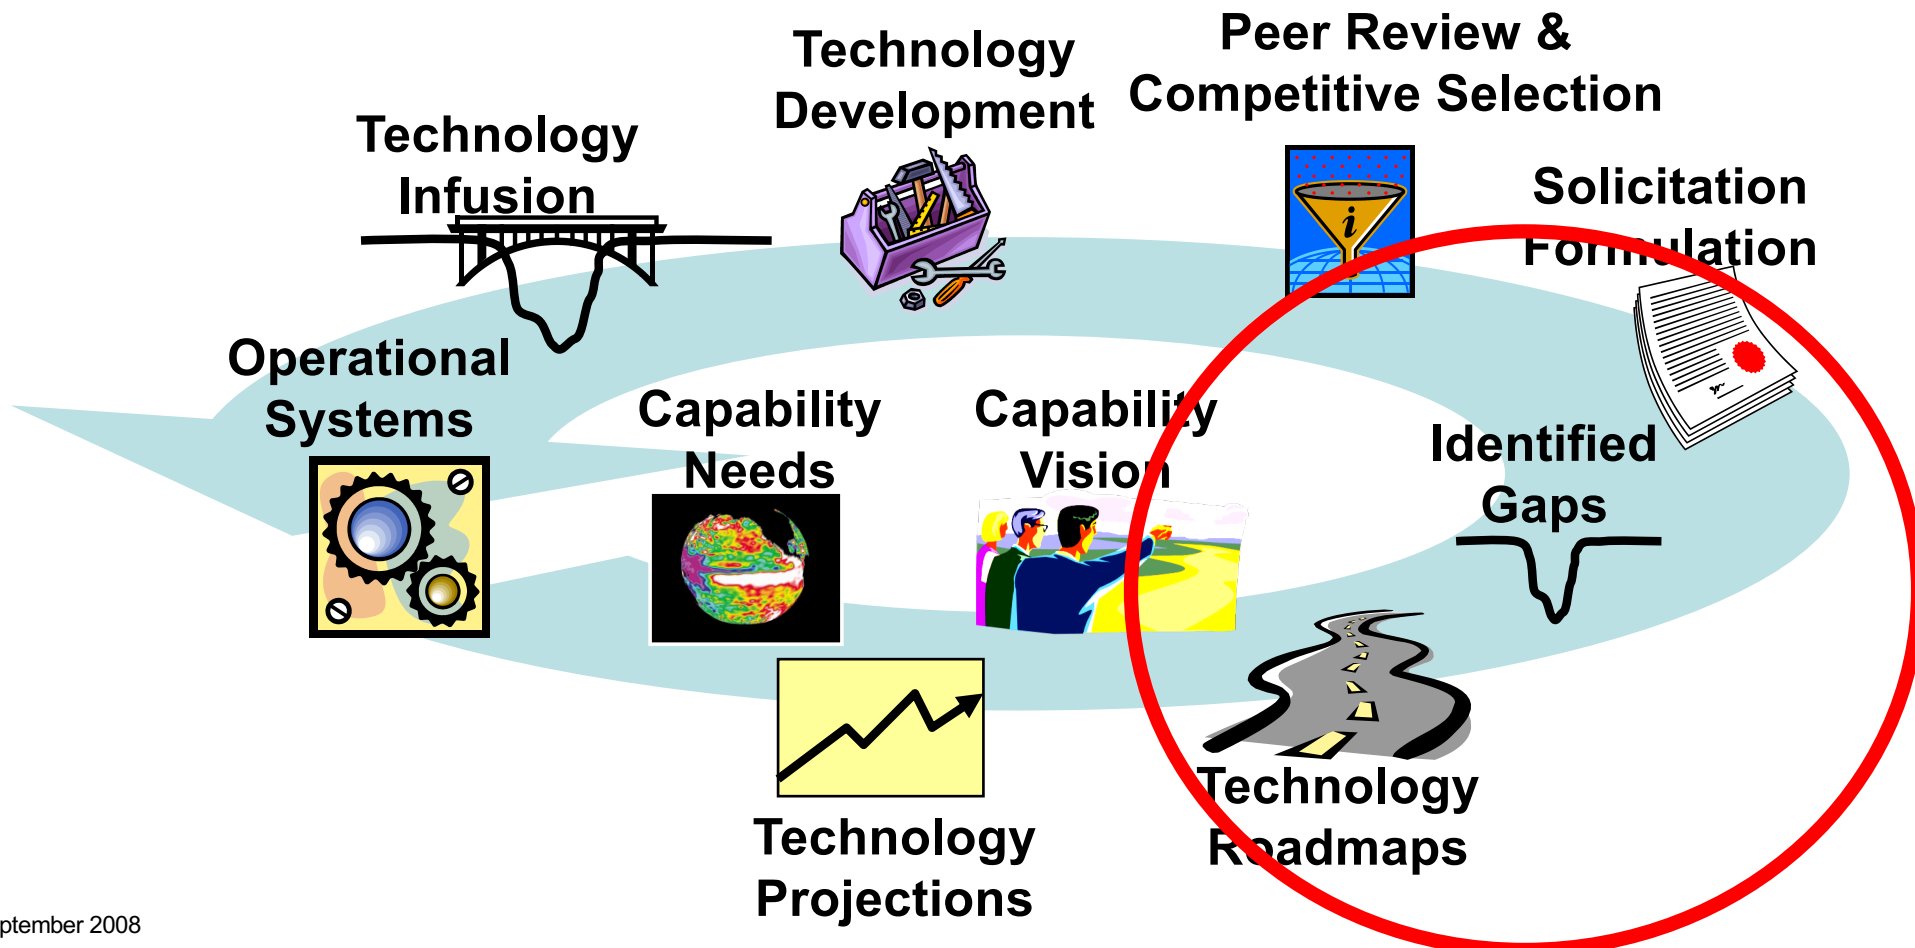 Peer Review &
Competitive Selection
Technology
Development
Technology
Infusion
Solicitation
Formulation
Operational
Systems
Capability
Needs
Capability
Vision
Identified
Gaps
i
Technology
Roadmaps
Technology
Projections
ptember 2008